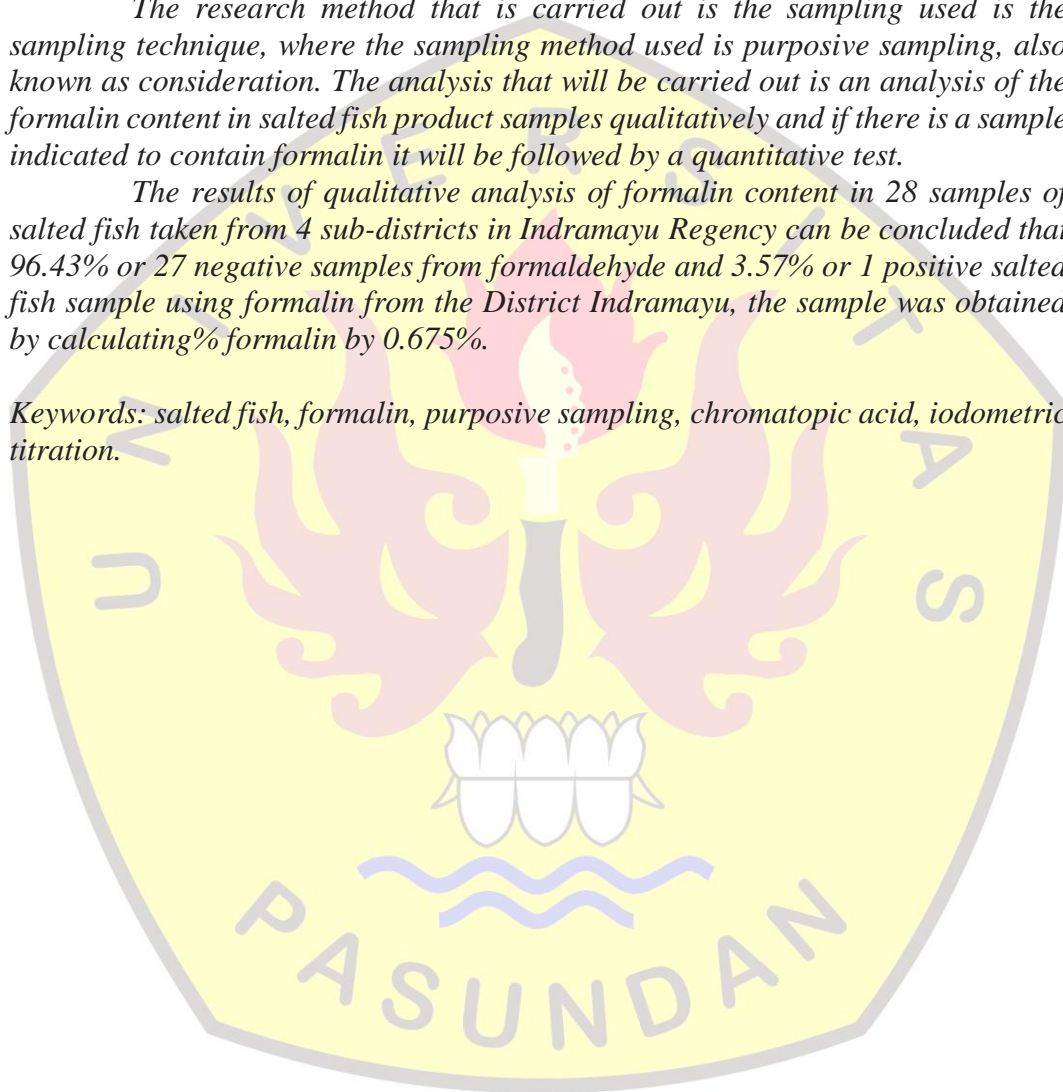 The research method that is carried out is the sampling used is the
sampling technique, where the sampling method used is purposive sampling, also
known as consideration. The analysis that will be carried out is an analysis of the
formalin content in salted fish product samples qualitatively and if there is a sample
indicated to contain formalin it will be followed by a quantitative test.
The results of qualitative analysis of formalin content in 28 samples of
salted fish taken from 4 sub-districts in Indramayu Regency can be concluded that
96.43% or 27 negative samples from formaldehyde and 3.57% or 1 positive salted
fish sample using formalin from the District Indramayu, the sample was obtained
by calculating% formalin by 0.675%.
Keywords: salted fish, formalin, purposive sampling, chromatopic acid, iodometric
titration.
UNIVERSITAS
PASUNDAN